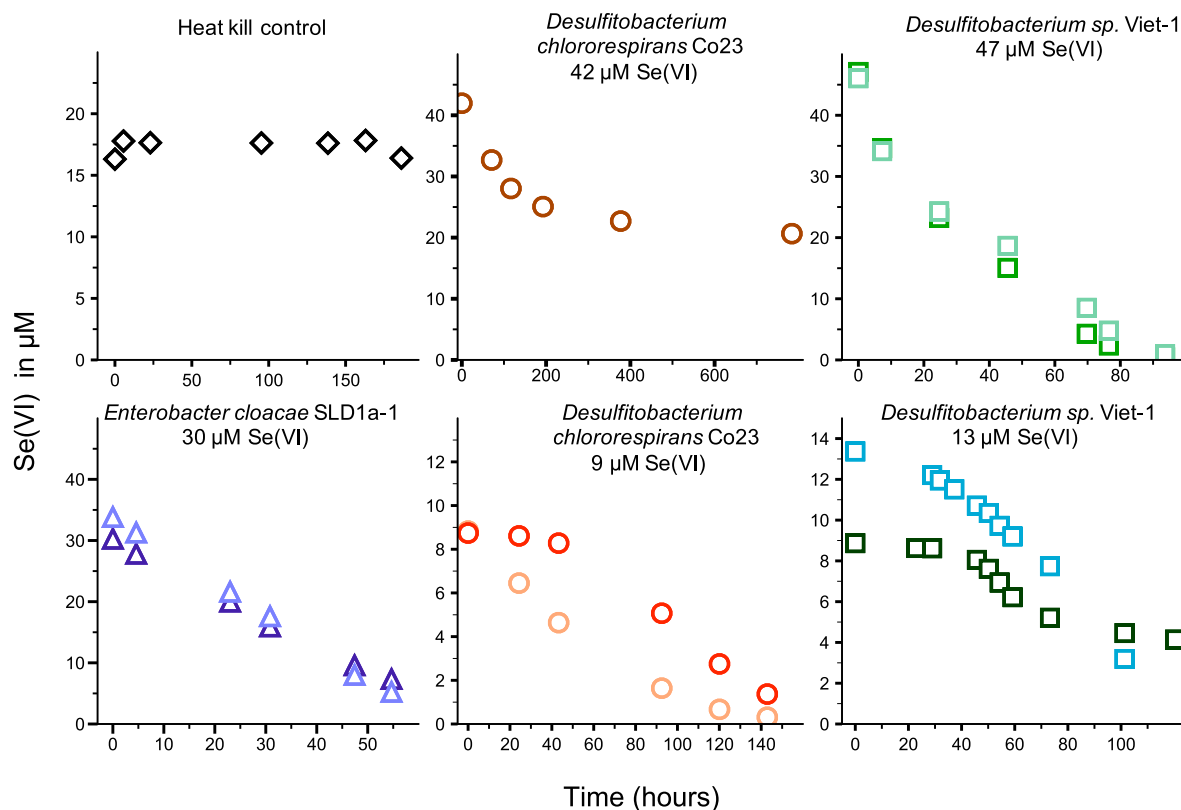 Heat kill control
Desulfitobacterium
chlororespirans Co23
42 µM Se(VI)
Desulfitobacterium sp. Viet-1
47 µM Se(VI)
20
15
10
5
0
0 50 100 150
40
30
20
10
0
0 200 400 600
40
30
20
10
0
0 20 40 60 80
Se(VI) in µM
Enterobacter cloacae SLD1a-1
30 µM Se(VI)
Desulfitobacterium
chlororespirans Co23
9 µM Se(VI)
Desulfitobacterium sp. Viet-1
13 µM Se(VI)
40
30
20
10
0
0 10 20 30 40 50
12
10
8
6
4
2
0
0 20 40 60 80 100 120 140
14
12
10
8
6
4
2
0
0 20 40 60 80 100
Time (hours)